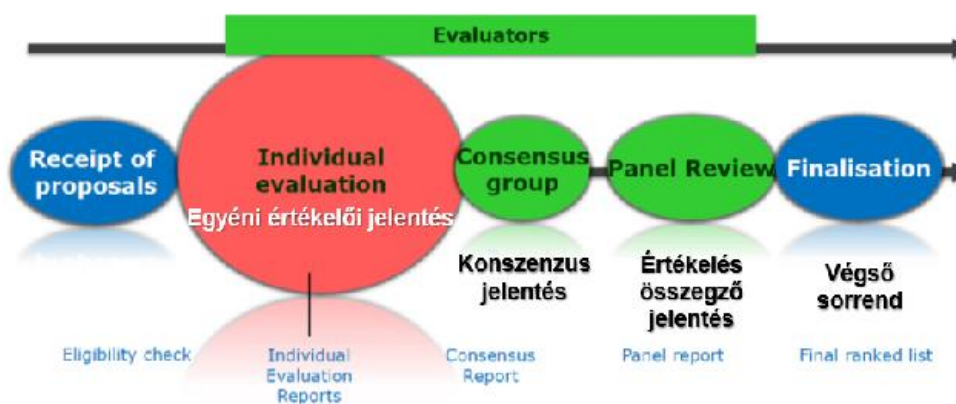 Evaluators
Receipt of
proposals
Individual
evaluation
Egyéni értékelői jelentés
Consensus
group
Panel Review
Finalisation
Konszenzus
jelentés
Értékelés
összegző
jelentés
Végső
sorrend
Eligibility check
Individual
Evaluation
Reports
Consensus
Report
Panel report
Final ranked list